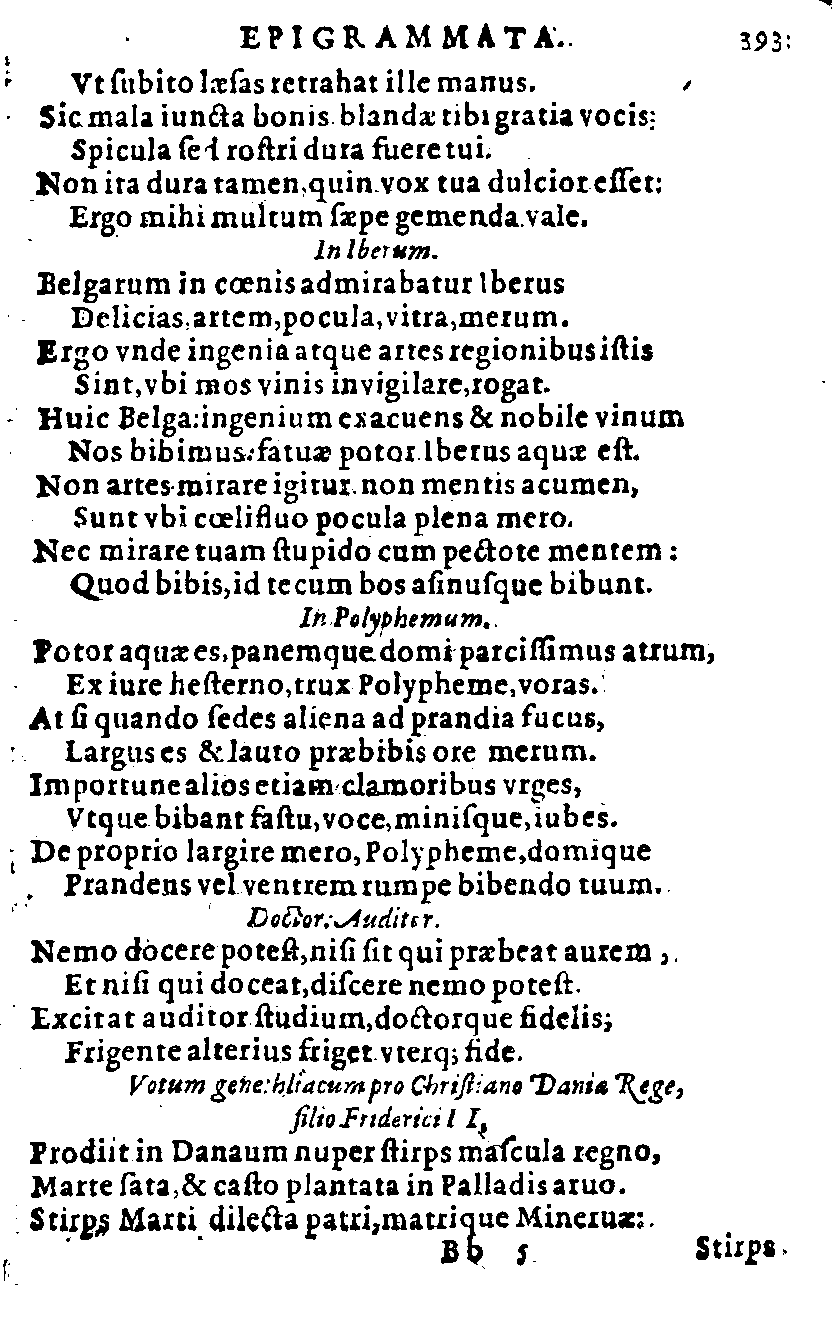 EPIGRAMMATA. 393
Vt ſubito læſas retrahat ille manus.
Sic mala iuncta bonis blandæ tibi gratia vocis:
Spicula ſed roſtri dura fuere tui.
Non ita dura tamen, quin vox tua dulcior eſſet:
Ergo mihi multum ſæpe gemenda vale.
In Iberum.
Belgarum in cœnis admirabatur Iberus
Delicias, artem, pocula, vitra, merum.
Ergo vnde ingenia atque artes regionibus iſtis
Sint, vbi mos vinis invigilare, rogat.
Huic Belga: ingenium exacuens & nobile vinum
Nos bibimus: fatuæ potor Iberus aquæ eſt.
Non artes mirare igitur non mentis acumen,
Sunt vbi cœlifluo pocula plena mero.
Nec mirare tuam ſtupido cum pectote mentem:
Quod bibis, id tecum bos aſinuſque bibunt.
In Polyphemum.
Potor aquæ es, panemque domi parciſſimus atrum,
Ex iure heſterno, trux Polypheme, voras.
At ſi quando ſedes aliena ad prandia fucus,
Largus es & lauto præbibis ore merum.
Importune alios etiam clamoribus vrges,
Vtque bibant faſtu, voce, miniſque, iubes.
De proprio largire mero, Polypheme, domique
Prandens vel ventrem rumpe bibendo tuum.
Doctor: Auditer.
Nemo docere poteſt, niſi ſit qui præbeat aurem,
Et niſi qui doceat, diſcere nemo poteſt.
Excitat auditor ſtudium, doctorque fidelis;
Frigente alterius friget vterq; fide.
Votum genethliacum pro Chriſtiano Daniæ Rege,
filio Friderici II,
Prodiit in Danaum nuper ſtirps maſcula regno,
Marte ſata, & caſto plantata in Palladis aruo.
Stirps Marti dilecta patri, matrique Mineruæ:
Bb 5 Stirps